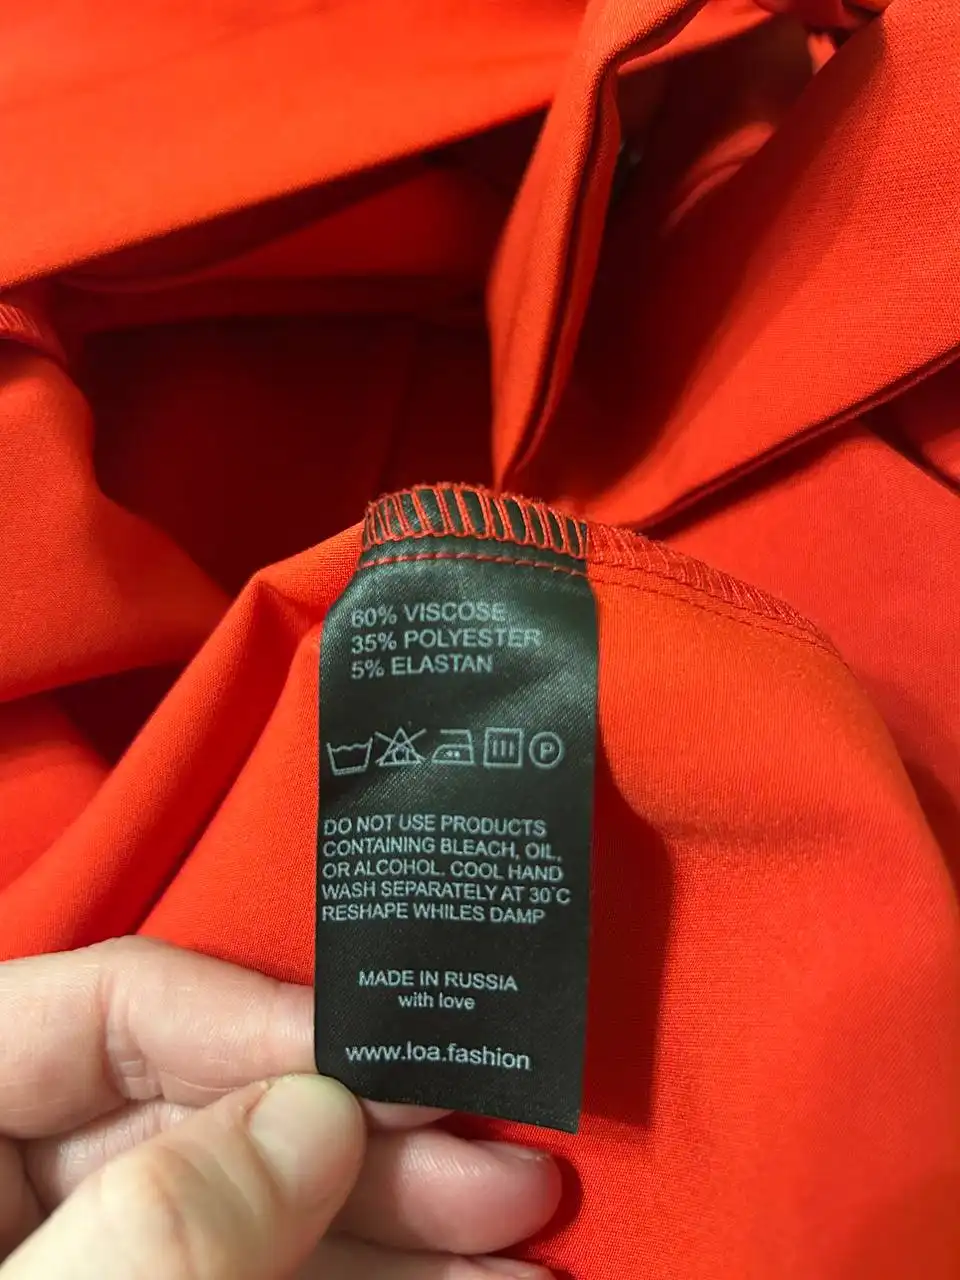 60% VISCOSE
35% POLYESTER
5% ELASTAN
P
DO NOT USE PRODUCTS
CONTAINING BLEACH, OIL,
OR ALCOHOL. COOL HAND
WASH SEPARATELY AT 30°C
RESHAPE WHILES DAMP
MADE IN RUSSIA
with love
www.loa.fashion